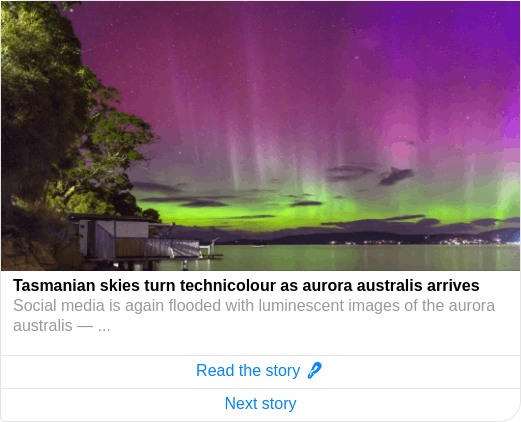 Tasmanian skies turn technicolour as aurora australis arrives
Social media is again flooded with luminescent images of the aurora
australis — ...
Read the story
Next story